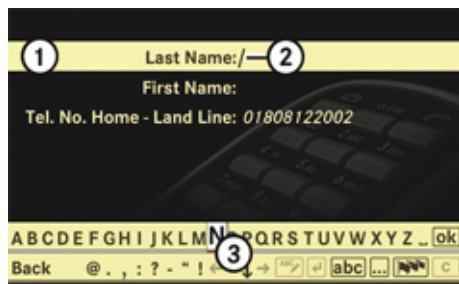 1 Last Name:/ 2
First Name:
Tel. No. Home - Land Line: 01808122002
A B C D E F G H I J K L M N P Q R S T U V W X Y Z _ ok
3
Back @ . , : ? - " ! ← ↓ → ↵ abc ... c